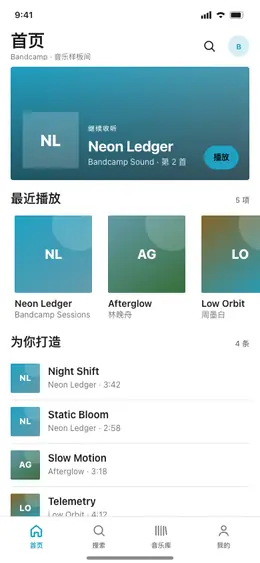 9:41
首页
Bandcamp · 音乐样板间
B
NL
继续收听
Neon Ledger
Bandcamp Sound · 第 2 首
播放
最近播放
5 项
NL
AG
LO
Neon Ledger
Afterglow
Low Orbit
Bandcamp Sessions
林晚舟
周墨白
为你打造
4 条
NL
Night Shift
Neon Ledger · 3:42
NL
Static Bloom
Neon Ledger · 2:58
AG
Slow Motion
Afterglow · 3:18
LO
Telemetry
Low Orbit · 4:12
首页
搜索
音乐库
我的